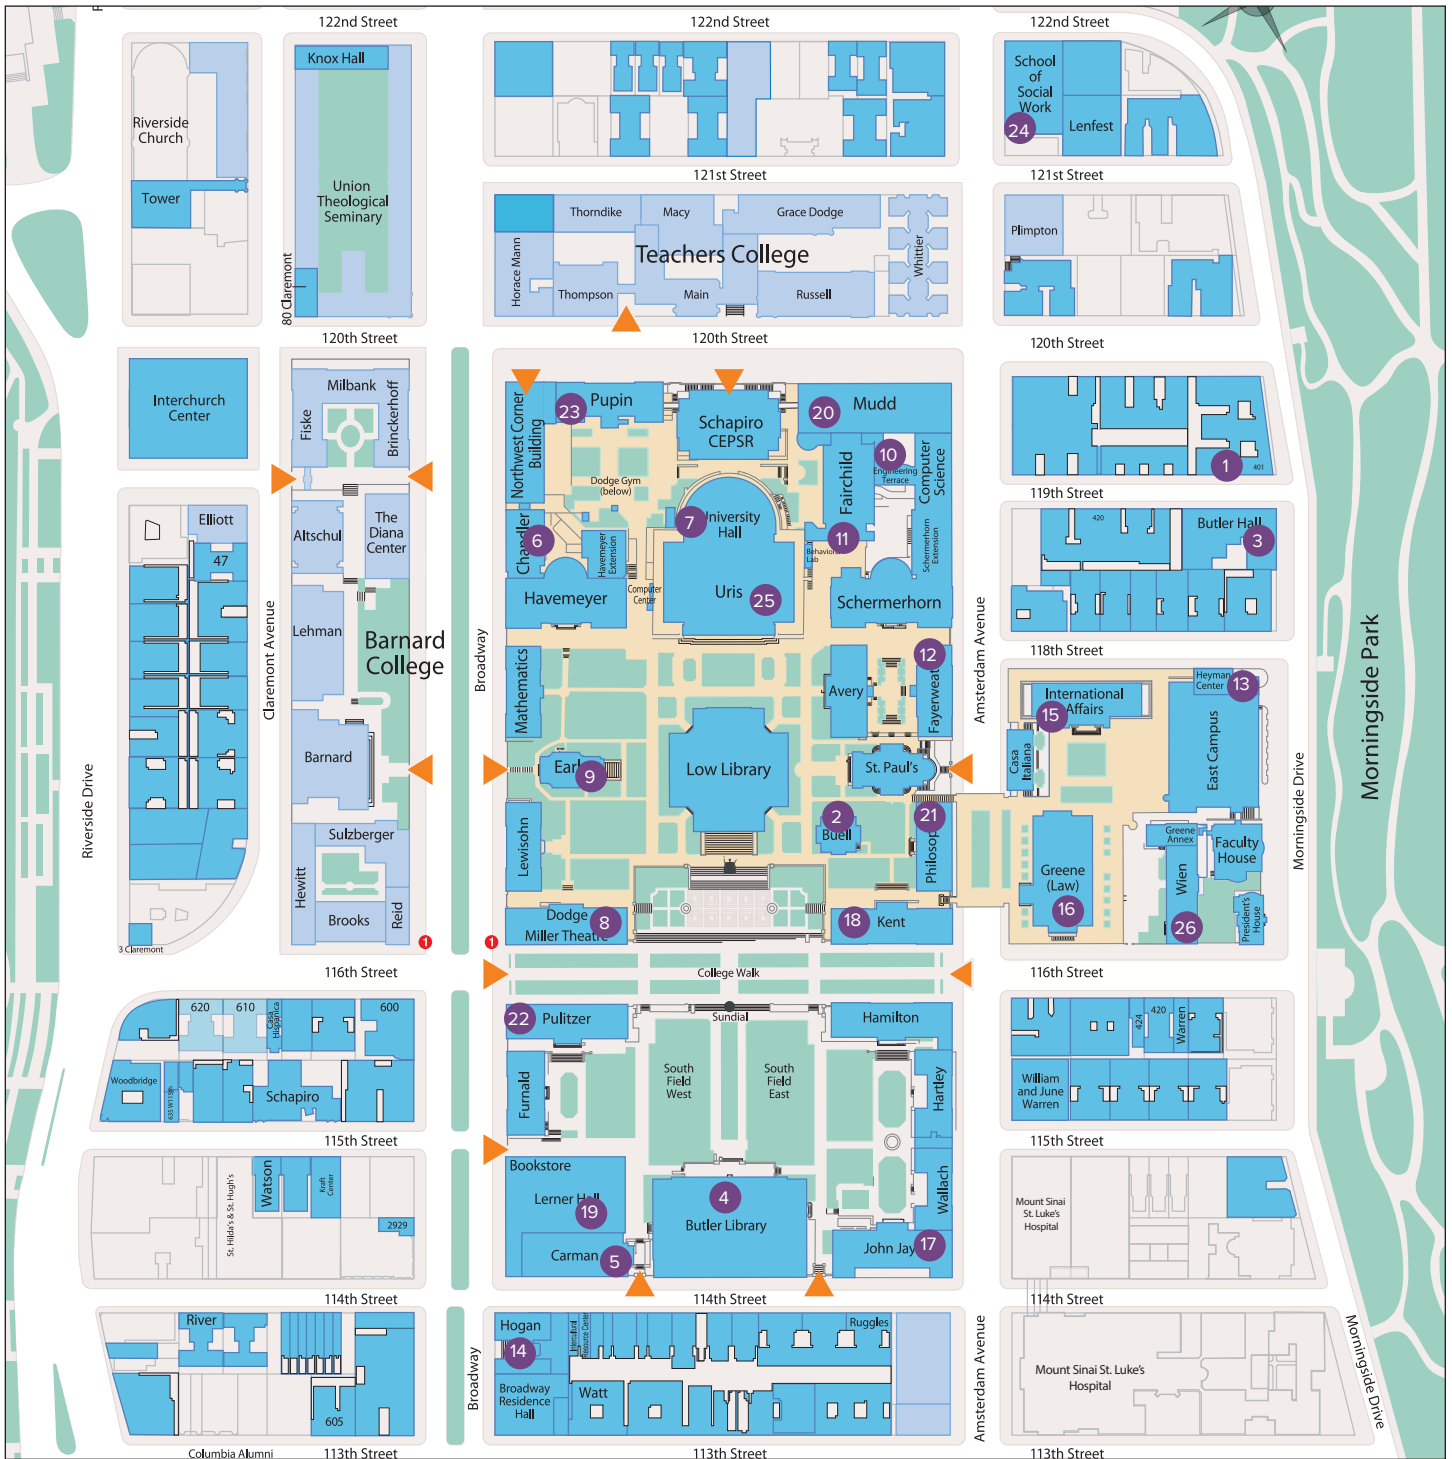 122nd Street
122nd Street
122nd Street
Knox Hall
Riverside
Church
Tower
Union
Theological
Seminary
80 Claremont
School
of
Social
Work
24
Lenfest
121st Street
121st Street
Thorndike
Macy
Grace Dodge
Horace Mann
Teachers College
Whittier
Thompson
Main
Russell
Plimpton
120th Street
120th Street
120th Street
Interchurch
Center
Milbank
Fiske
Brinckerhoff
Northwest Corner
Building
Pupin
23
Schapiro
CEPSR
20
Mudd
Fairchild
10
Engineering
Terrace
Computer
Science
Dodge Gym
(below)
1
401
119th Street
Elliott
47
Altschul
The
Diana
Center
Chandler
6
Havemeyer
Extension
7
University
Hall
11
Behavioral
Lab
Schermerhorn
Extension
420
Butler Hall
3
Havemeyer
Computer
Center
Uris
25
Schermerhorn
Lehman
Barnard
College
Claremont Avenue
Broadway
Amsterdam Avenue
118th Street
Morningside Park
Mathematics
Avery
12
Fayerweather
International
Affairs
15
Heyman
Center
13
Casa
Italiana
East Campus
Barnard
Earl
9
Low Library
St. Paul's
Riverside Drive
Morningside Drive
Lewisohn
2
Buell
21
Philosophy
Greene
Annex
Faculty
House
Greene
(Law)
16
Wien
26
President's
House
Sulzberger
Hewitt
Brooks
Reid
3 Claremont
1
1
Dodge
8
Miller Theatre
18
Kent
116th Street
College Walk
116th Street
620
610
Casa
Hispanica
600
22
Pulitzer
Sundial
Hamilton
424
420
Warren
Woodbridge
635 W115th
Schapiro
Furnald
South
Field
West
South
Field
East
Hartley
William
and June
Warren
115th Street
115th Street
St. Hilda's & St. Hugh's
Watson
Kraft
Center
2929
Bookstore
Lerner Hall
19
Carman
5
4
Butler Library
Wallach
John Jay
17
Mount Sinai
St. Luke's
Hospital
114th Street
114th Street
114th Street
River
605
Hogan
14
Intercultural
Resource Center
Ruggles
Broadway
Residence
Hall
Watt
Broadway
Amsterdam Avenue
Mount Sinai St. Luke's
Hospital
Morningside Drive
Columbia Alumni
113th Street
113th Street
113th Street